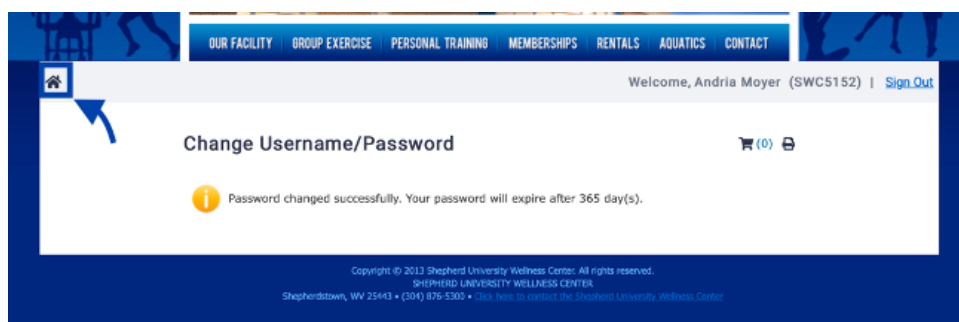 OUR FACILITY GROUP EXERCISE PERSONAL TRAINING MEMBERSHIPS RENTALS AQUATICS CONTACT
Welcome, Andria Moyer (SWC5152) | Sign Out
Change Username/Password (0)
Password changed successfully. Your password will expire after 365 day(s).
Copyright © 2013 Shepherd University Wellness Center. All rights reserved.
SHEPHERD UNIVERSITY WELLNESS CENTER
Shepherdstown, WV 25443 • (304) 876-5300 • Click here to contact the Shepherd University Wellness Center